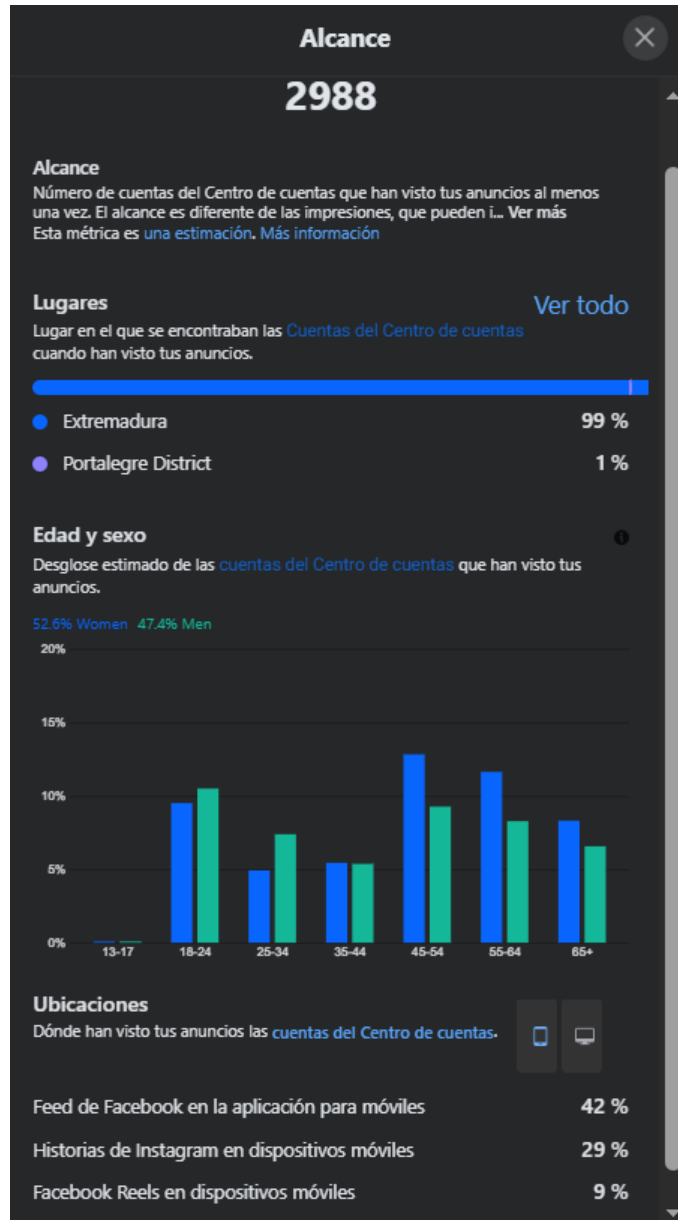 Alcance
2988
Alcance
Número de cuentas del Centro de cuentas que han visto tus anuncios al menos
una vez. El alcance es diferente de las impresiones, que pueden i... Ver más
Esta métrica es una estimación. Más información
Lugares
Ver todo
Lugar en el que se encontraban las Cuentas del Centro de cuentas
cuando han visto tus anuncios.
Extremadura 99 %
Portalegre District 1 %
Edad y sexo
Desglose estimado de las cuentas del Centro de cuentas que han visto tus
anuncios.
52.6% Women 47.4% Men
20%
15%
10%
5%
0%
13-17 18-24 25-34 35-44 45-54 55-64 65+
Ubicaciones
Dónde han visto tus anuncios las cuentas del Centro de cuentas.
Feed de Facebook en la aplicación para móviles 42 %
Historias de Instagram en dispositivos móviles 29 %
Facebook Reels en dispositivos móviles 9 %